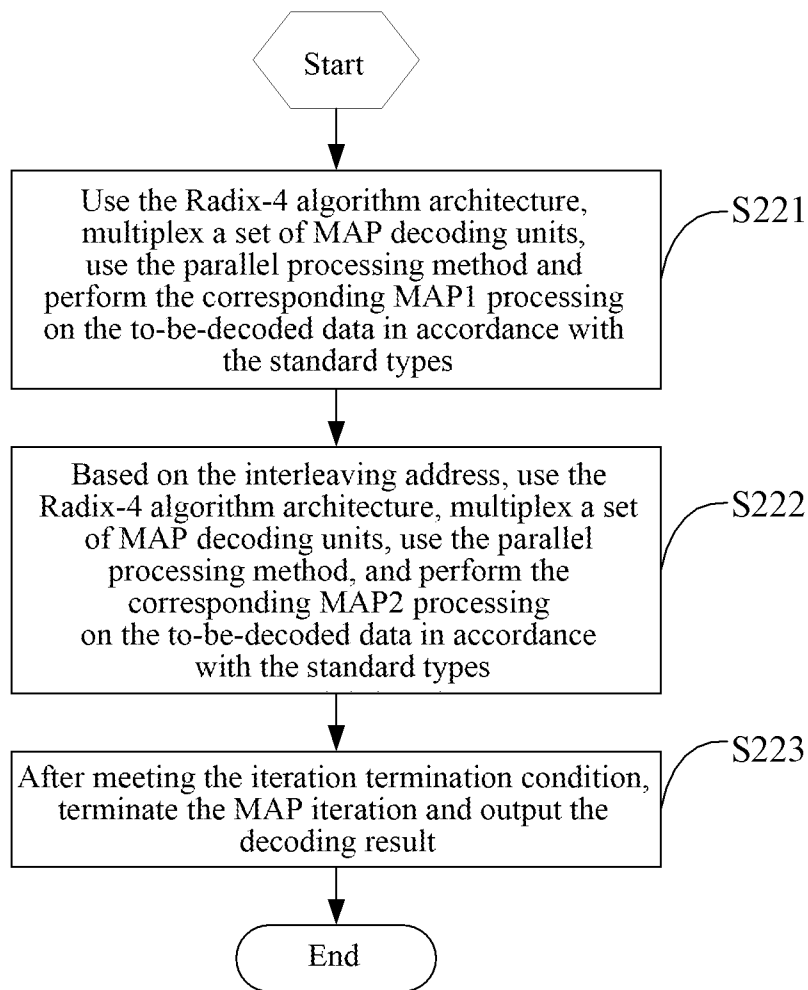 Start
Use the Radix-4 algorithm architecture,
multiplex a set of MAP decoding units,
use the parallel processing method and
perform the corresponding MAP1 processing
on the to-be-decoded data in accordance with
the standard types
S221
Based on the interleaving address, use the
Radix-4 algorithm architecture, multiplex a set
of MAP decoding units, use the parallel
processing method, and perform the
corresponding MAP2 processing
on the to-be-decoded data in accordance
with the standard types
S222
After meeting the iteration termination condition,
terminate the MAP iteration and output the
decoding result
S223
End